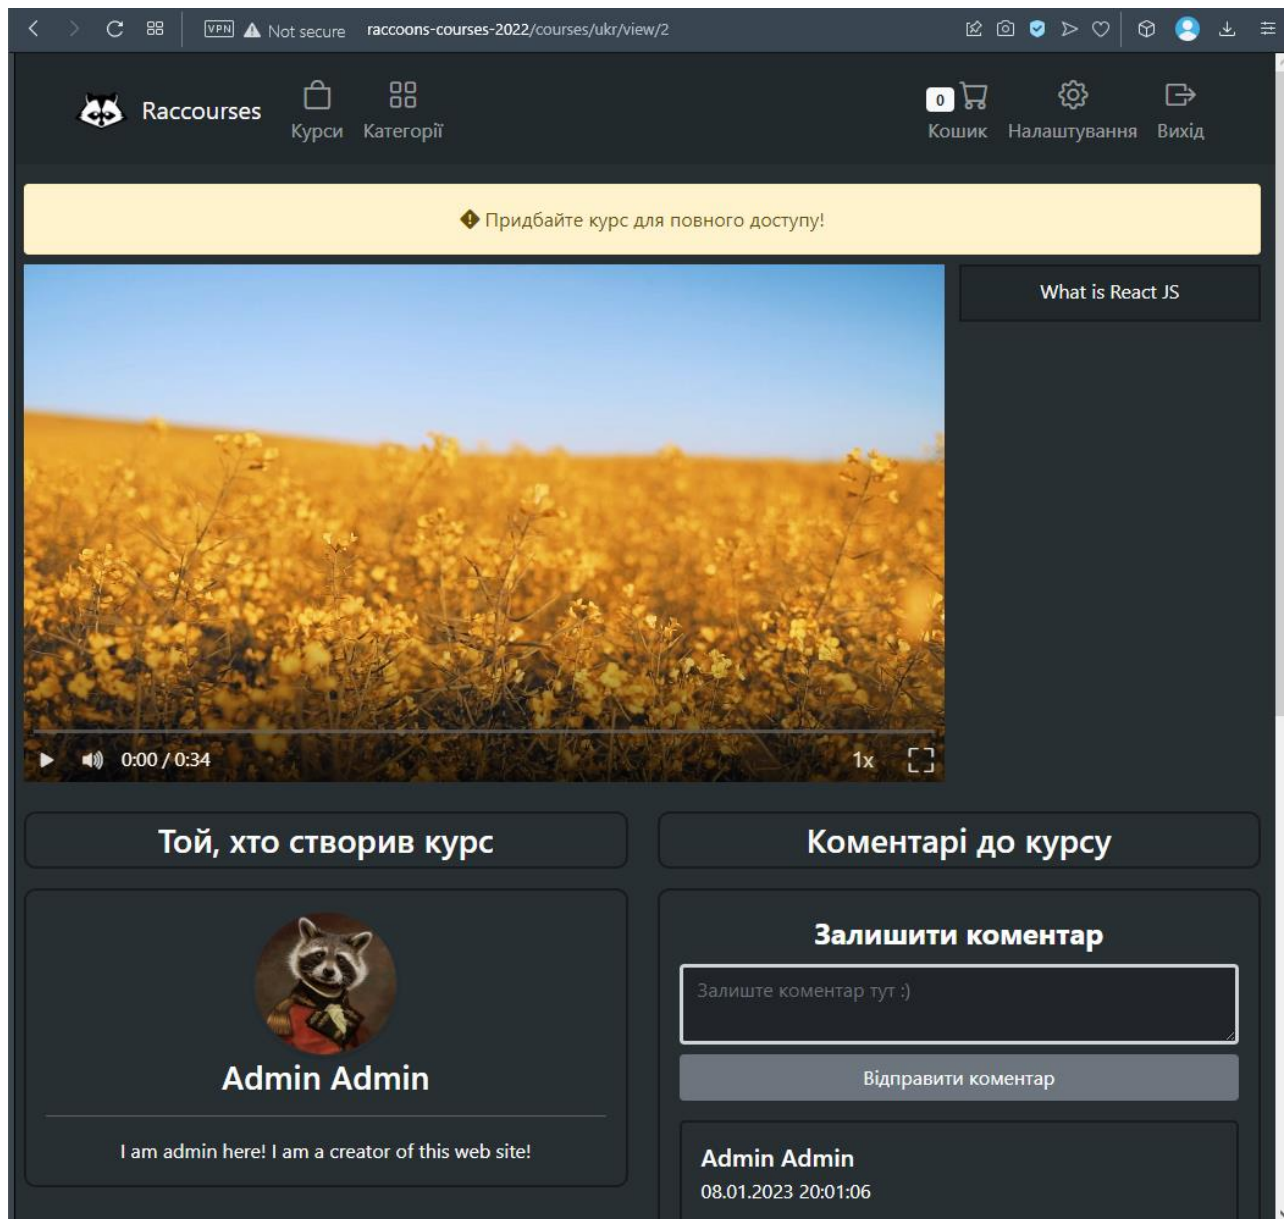 VPN Not secure raccoons-courses-2022/courses/ukr/view/2
Raccourses
Курси
Категорії
0
Кошик
Налаштування
Вихід
Придбайте курс для повного доступу!
What is React JS
0:00 / 0:34
1x
Той, хто створив курс
Admin Admin
I am admin here! I am a creator of this web site!
Коментарі до курсу
Залишити коментар
Залиште коментар тут :)
Відправити коментар
Admin Admin
08.01.2023 20:01:06